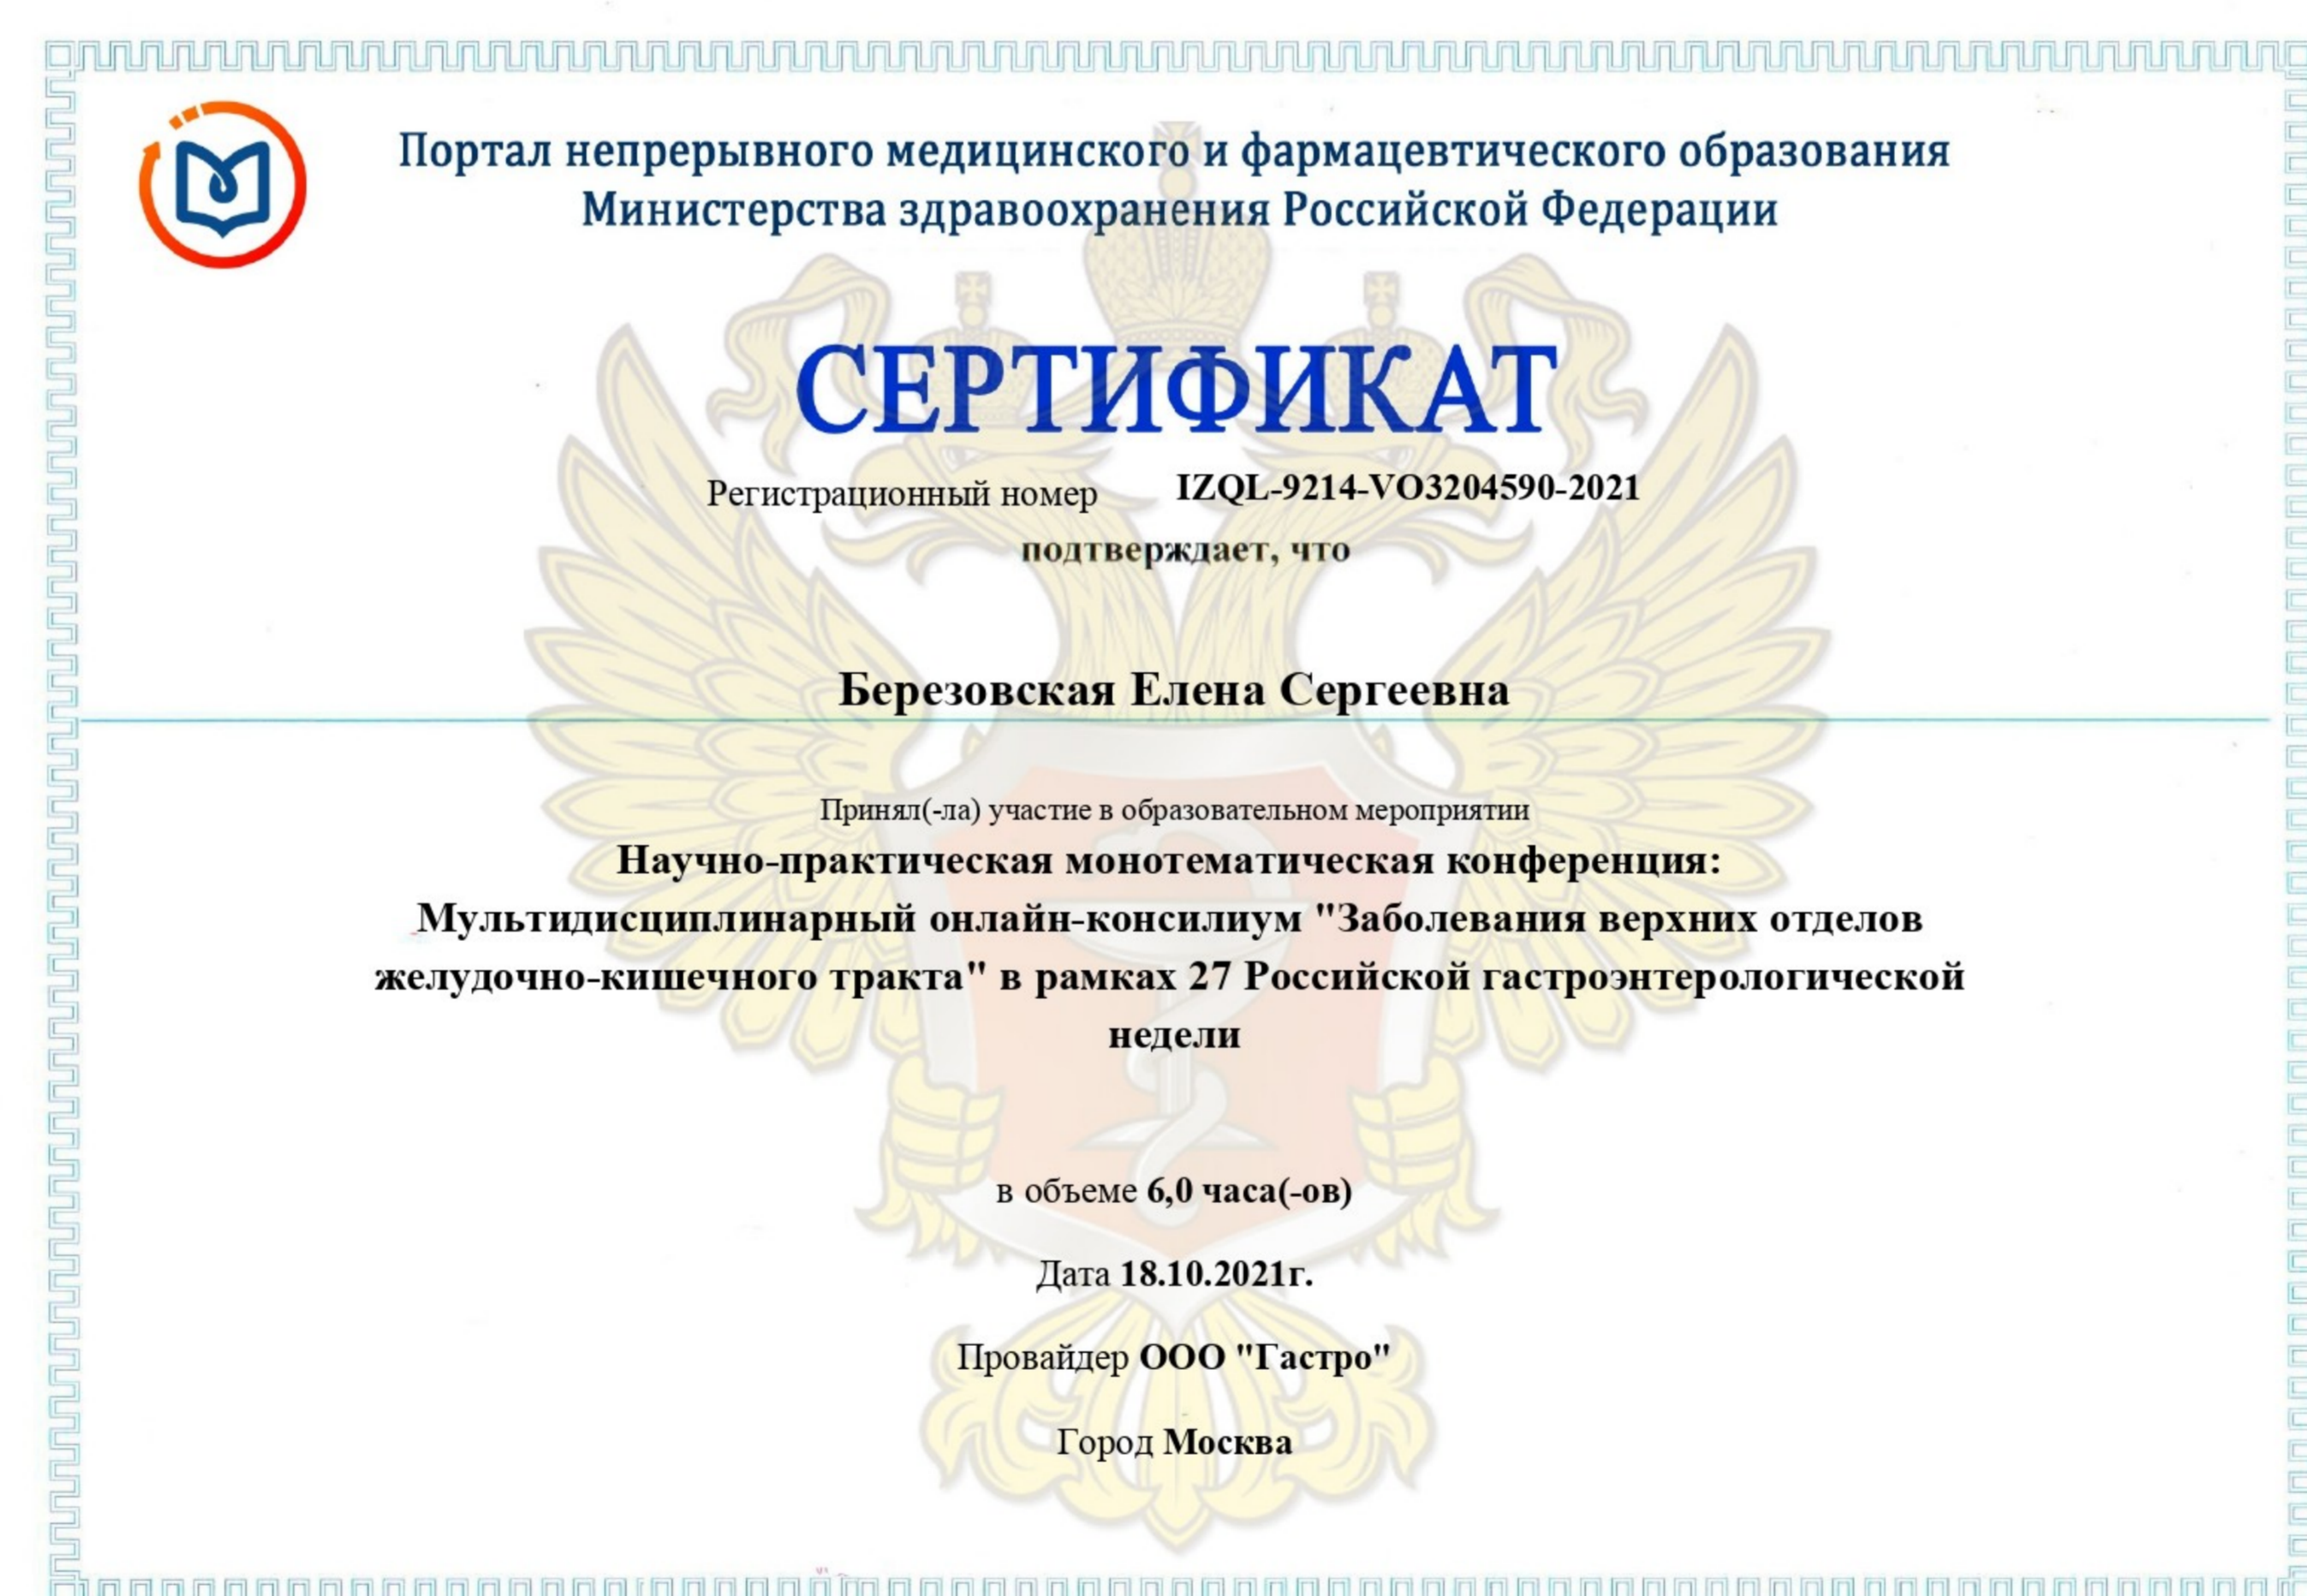 Портал непрерывного медицинского и фармацевтического образования
Министерства здравоохранения Российской Федерации
СЕРТИФИКАТ
Регистрационный номер IZQL-9214-VO3204590-2021
подтверждает, что
Березовская Елена Сергеевна
Принял(-ла) участие в образовательном мероприятии
Научно-практическая монотематическая конференция:
Мультидисциплинарный онлайн-консилиум "Заболевания верхних отделов
желудочно-кишечного тракта" в рамках 27 Российской гастроэнтерологической
недели
в объеме 6,0 часа(-ов)
Дата 18.10.2021г.
Провайдер ООО "Гастро"
Город Москва